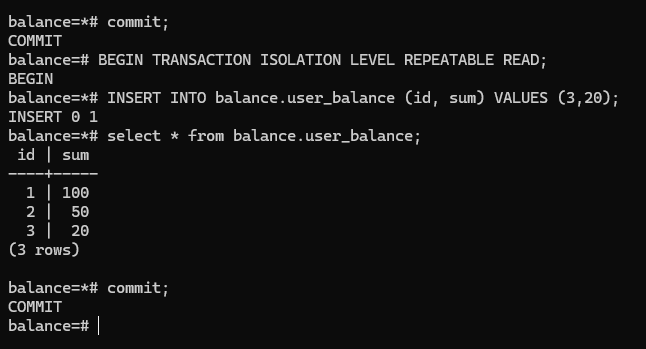 balance=*# commit;
COMMIT
balance=# BEGIN TRANSACTION ISOLATION LEVEL REPEATABLE READ;
BEGIN
balance=*# INSERT INTO balance.user_balance (id, sum) VALUES (3,20);
INSERT 0 1
balance=*# select * from balance.user_balance;
 id | sum
----+-----
  1 | 100
  2 |  50
  3 |  20
(3 rows)

balance=*# commit;
COMMIT
balance=#